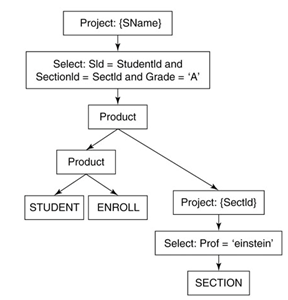 Project: {SName}
Select: SId = StudentId and
SectionId = SectId and Grade = ‘A’
Product
Product
STUDENT
ENROLL
Project: {SectId}
Select: Prof = ‘einstein’
SECTION